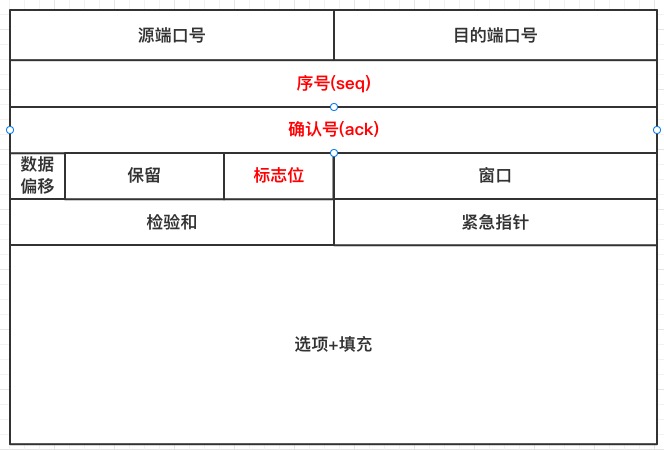 源端口号
目的端口号
序号(seq)
确认号(ack)
数据
偏移
保留
标志位
窗口
检验和
紧急指针
选项+填充